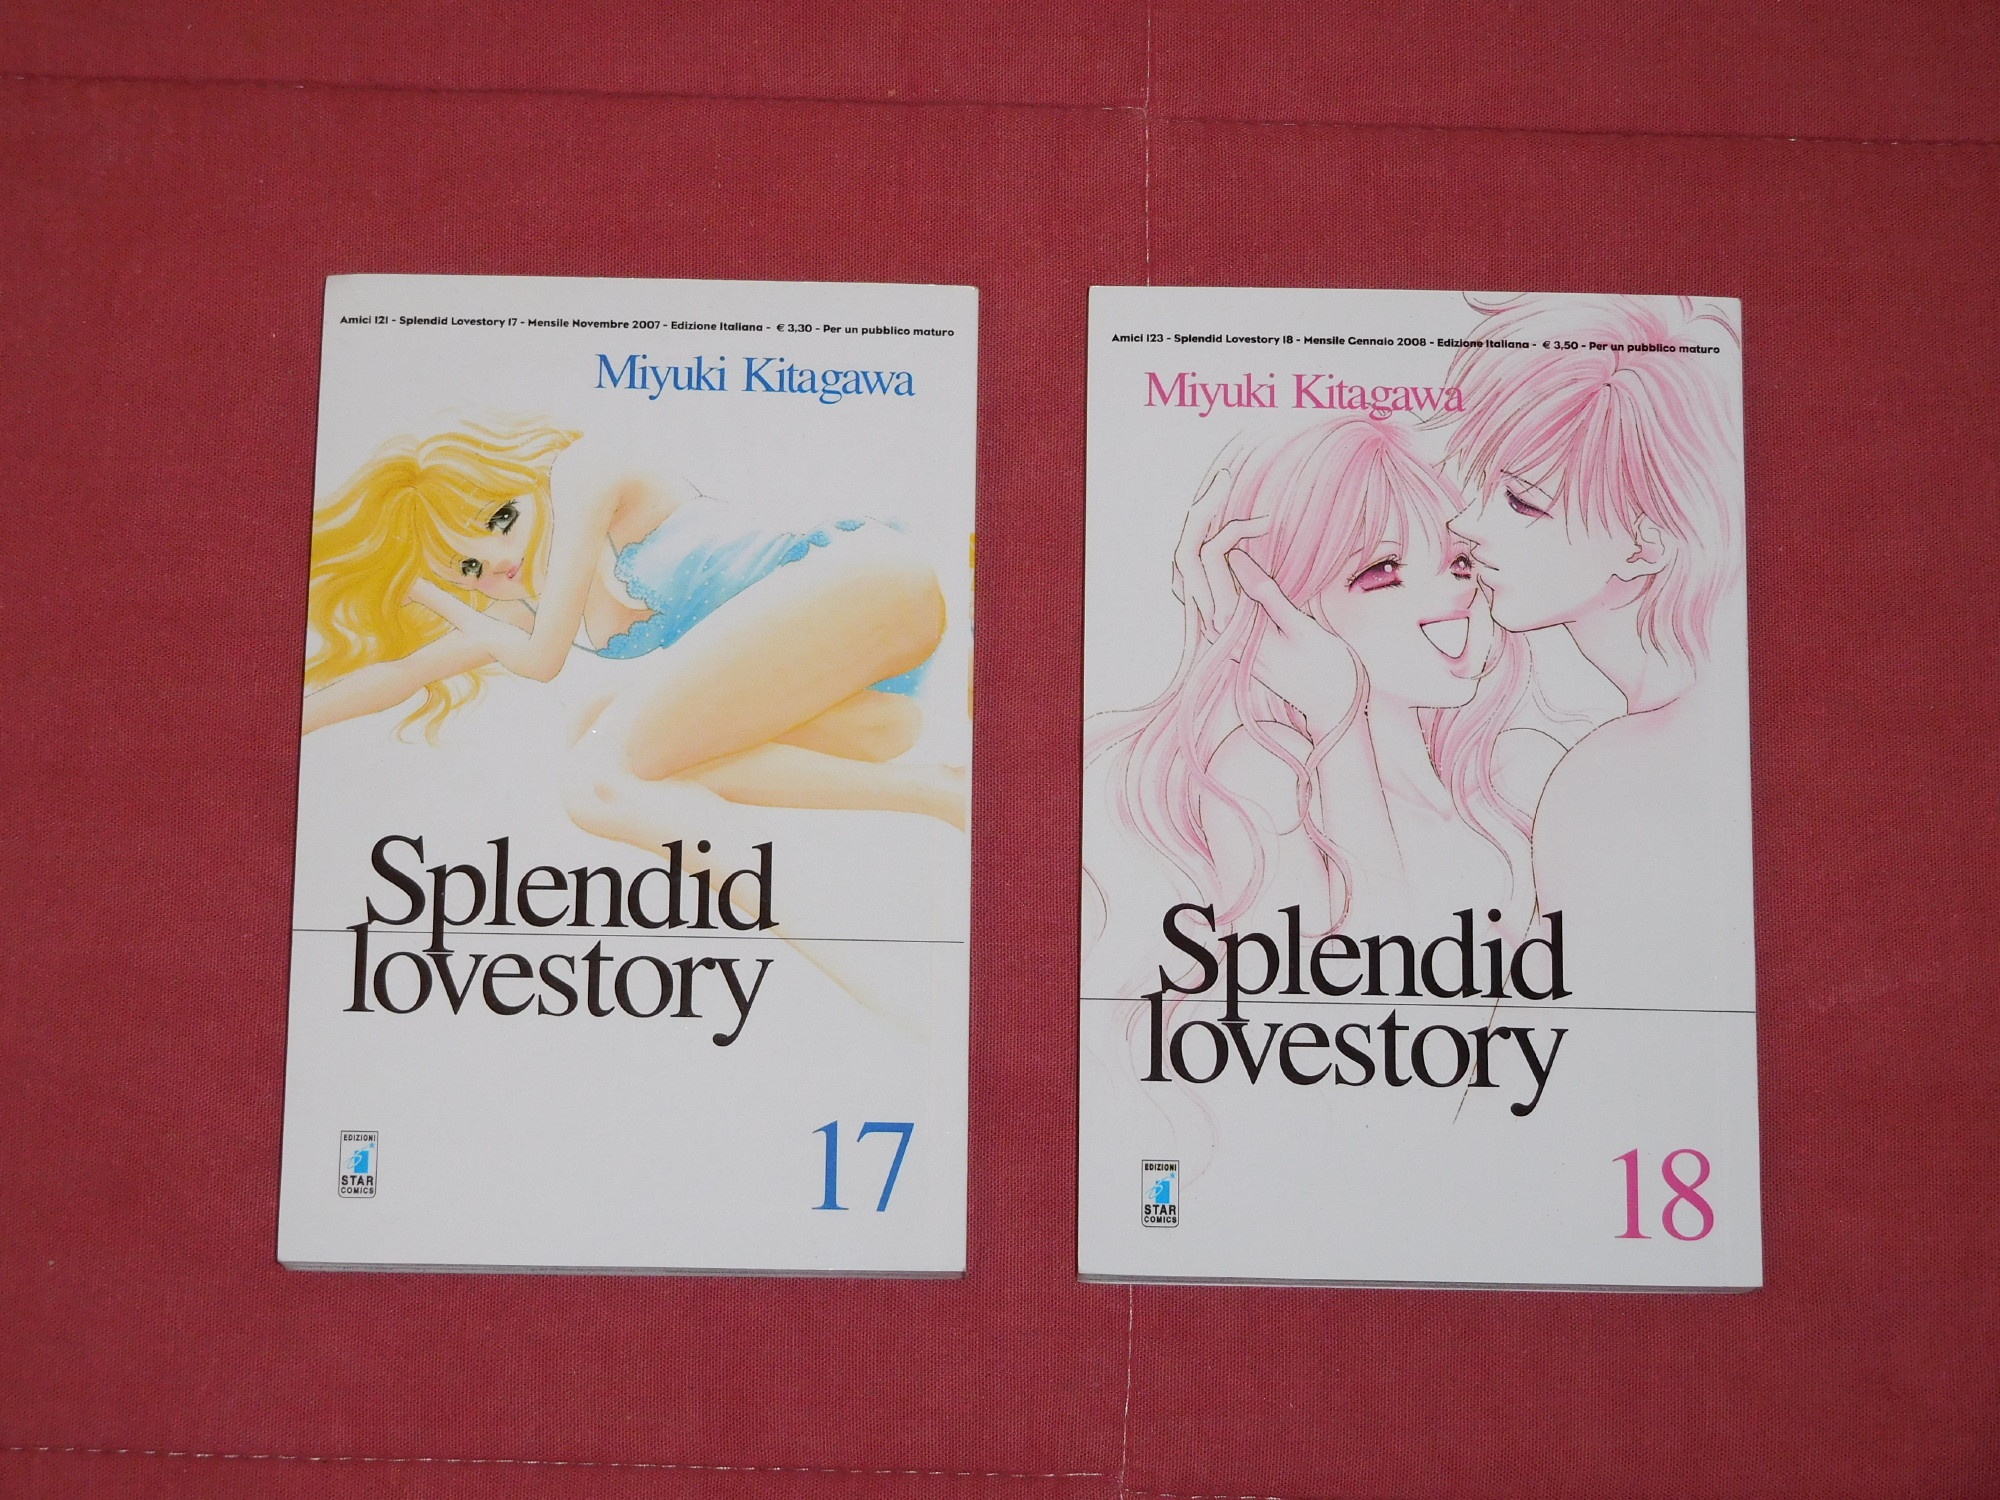 Amici 121 - Splendid Lovestory 17 - Mensile Novembre 2007 - Edizione Italiana - € 3,30 - Per un pubblico maturo
Miyuki Kitagawa
Splendid
lovestory
EDIZIONI
STAR
COMICS
17
Amici 123 - Splendid Lovestory 18 - Mensile Gennaio 2008 - Edizione Italiana - € 3,50 - Per un pubblico maturo
Miyuki Kitagawa
Splendid
lovestory
EDIZIONI
STAR
COMICS
18